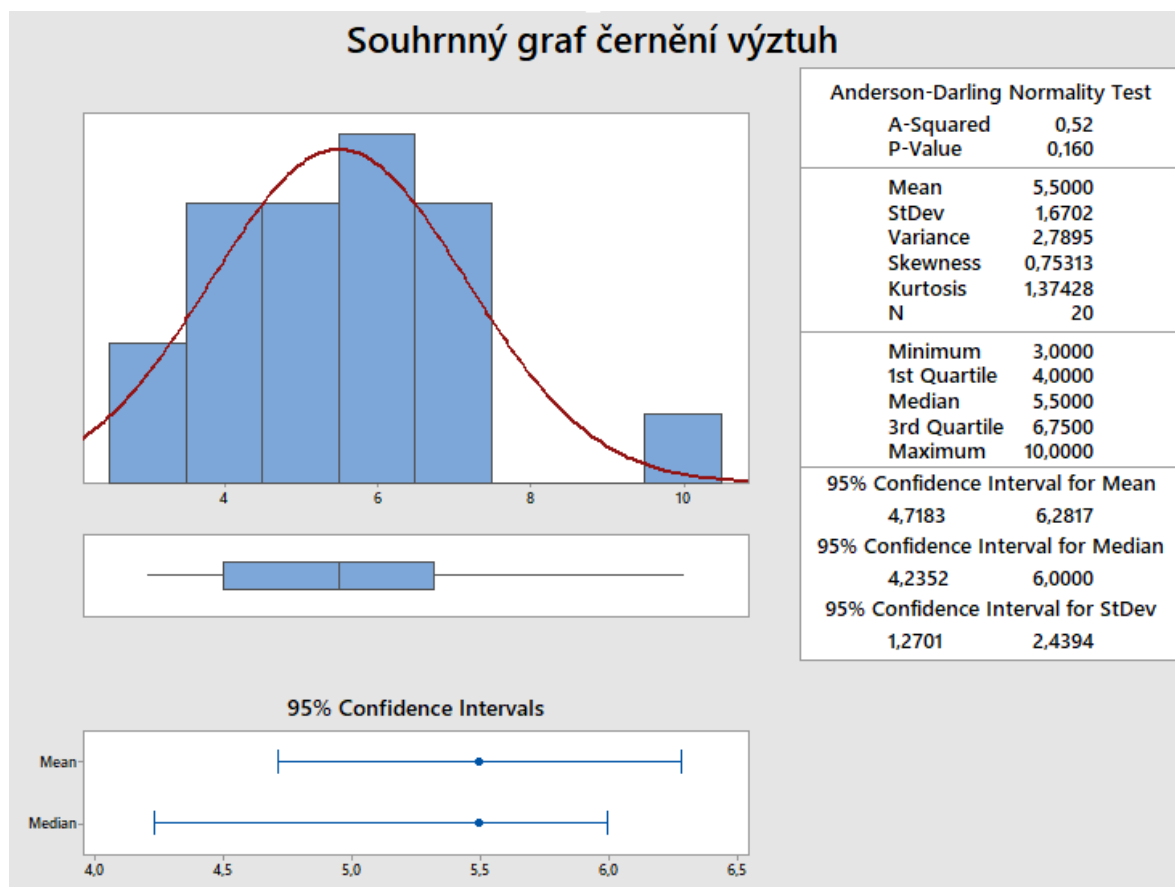 Souhrnný graf černění výztuh
Anderson-Darling Normality Test
A-Squared 0,52
P-Value 0,160
Mean 5,5000
StDev 1,6702
Variance 2,7895
Skewness 0,75313
Kurtosis 1,37428
N 20
Minimum 3,0000
1st Quartile 4,0000
Median 5,5000
3rd Quartile 6,7500
Maximum 10,0000
95% Confidence Interval for Mean
4,7183 6,2817
95% Confidence Interval for Median
4,2352 6,0000
95% Confidence Interval for StDev
1,2701 2,4394
4 6 8 10
95% Confidence Intervals
Mean
Median
4,0 4,5 5,0 5,5 6,0 6,5